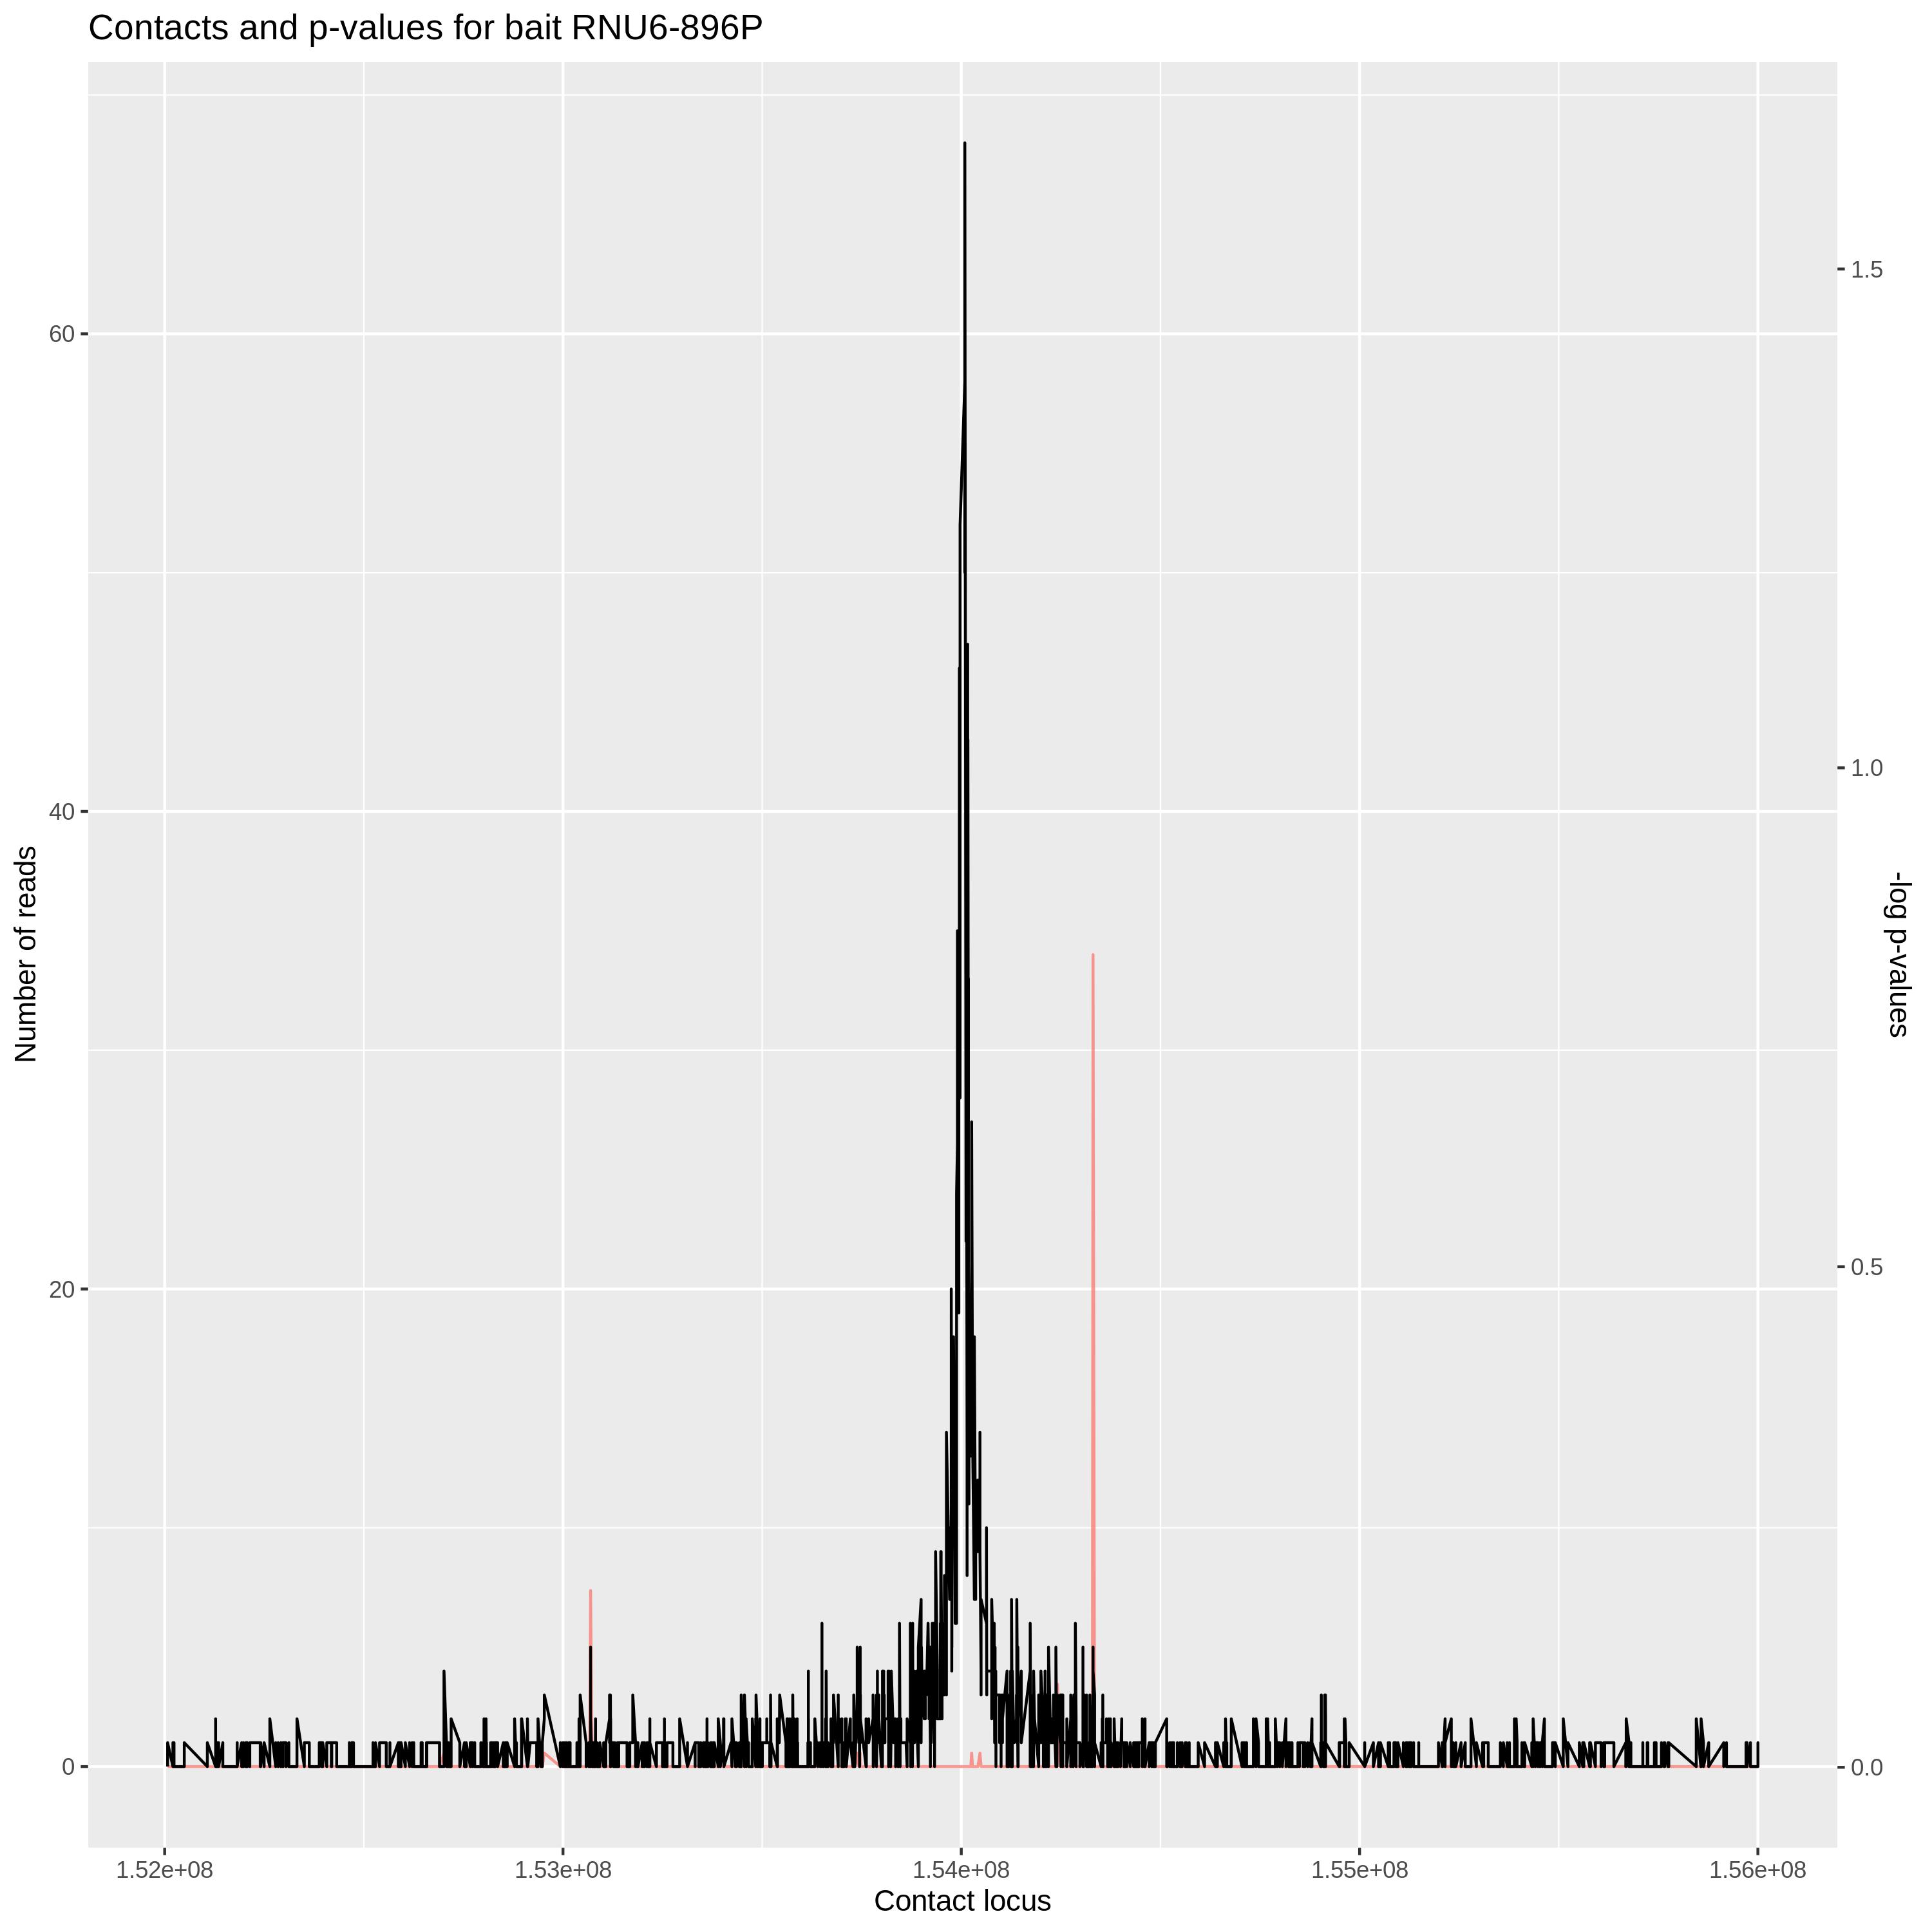 Contacts and p-values for bait RNU6-896P
60
40
20
0
Number of reads
1.5
1.0
0.5
0.0
-log p-values
1.52e+08 1.53e+08 1.54e+08 1.55e+08 1.56e+08
Contact locus